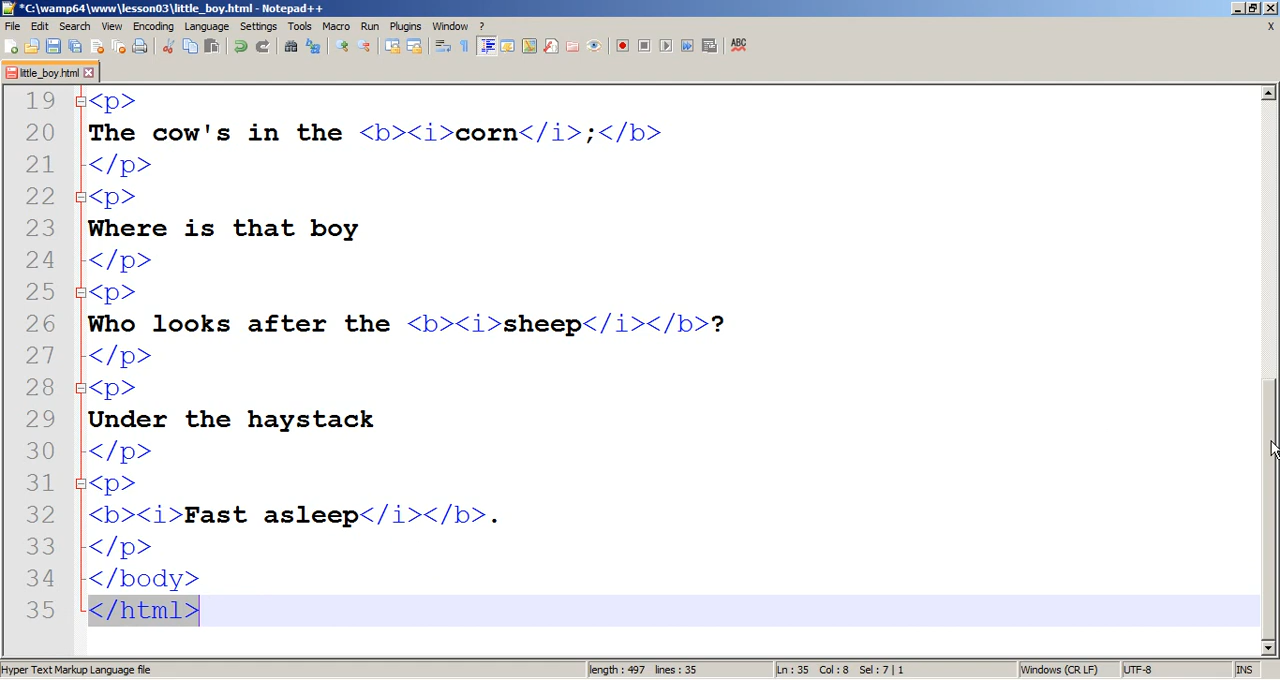 *C:\wamp64\www\lesson03\little_boy.html - Notepad++
File Edit Search View Encoding Language Settings Tools Macro Run Plugins Window ? X
ABC
little_boy.html
19 <p>
20 The cow's in the <b><i>corn</i>;</b>
21 </p>
22 <p>
23 Where is that boy
24 </p>
25 <p>
26 Who looks after the <b><i>sheep</i></b>?
27 </p>
28 <p>
29 Under the haystack
30 </p>
31 <p>
32 <b><i>Fast asleep</i></b>.
33 </p>
34 </body>
35 </html>
Hyper Text Markup Language file length : 497 lines : 35 Ln : 35 Col : 8 Sel : 7 | 1 Windows (CR LF) UTF-8 INS